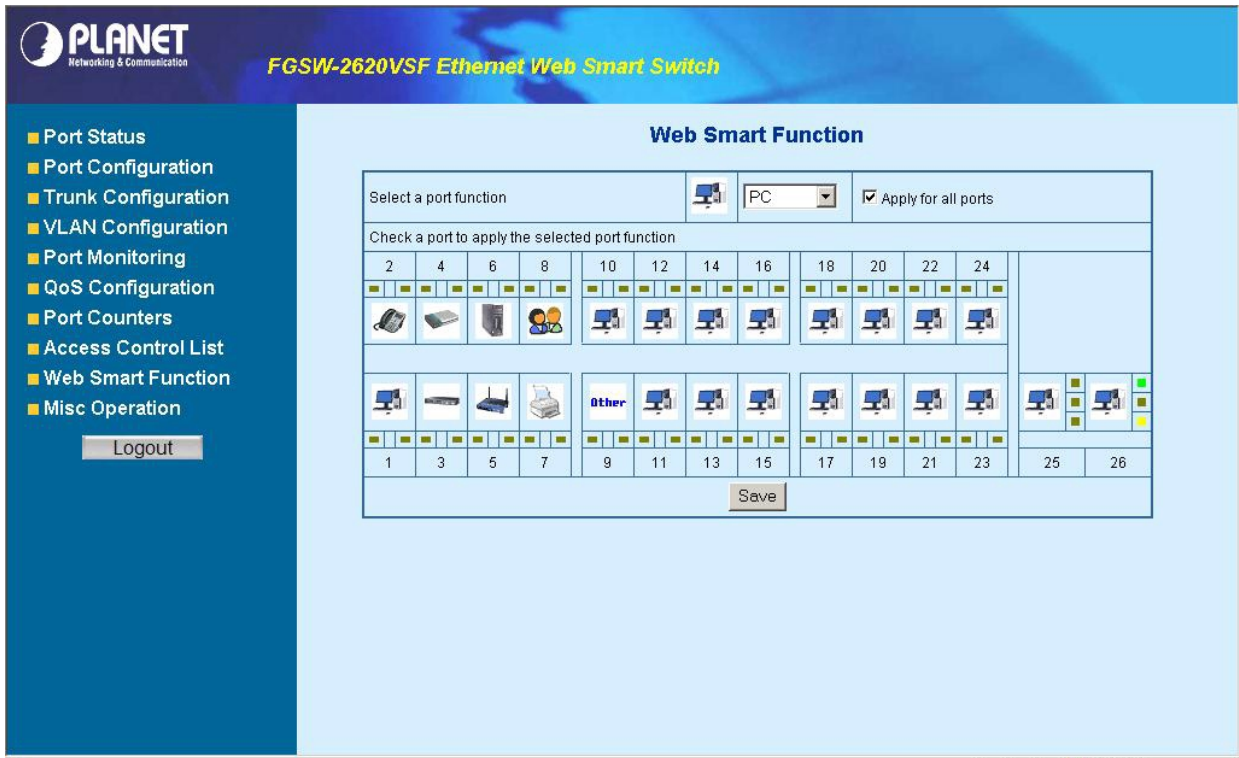 PLANET
Networking & Communication
FGSW-2620VSF Ethernet Web Smart Switch
Port Status
Port Configuration
Trunk Configuration
VLAN Configuration
Port Monitoring
QoS Configuration
Port Counters
Access Control List
Web Smart Function
Misc Operation
Logout
Web Smart Function
Select a port function PC Apply for all ports
Check a port to apply the selected port function
2 4 6 8 10 12 14 16 18 20 22 24
Other
1 3 5 7 9 11 13 15 17 19 21 23 25 26
Save